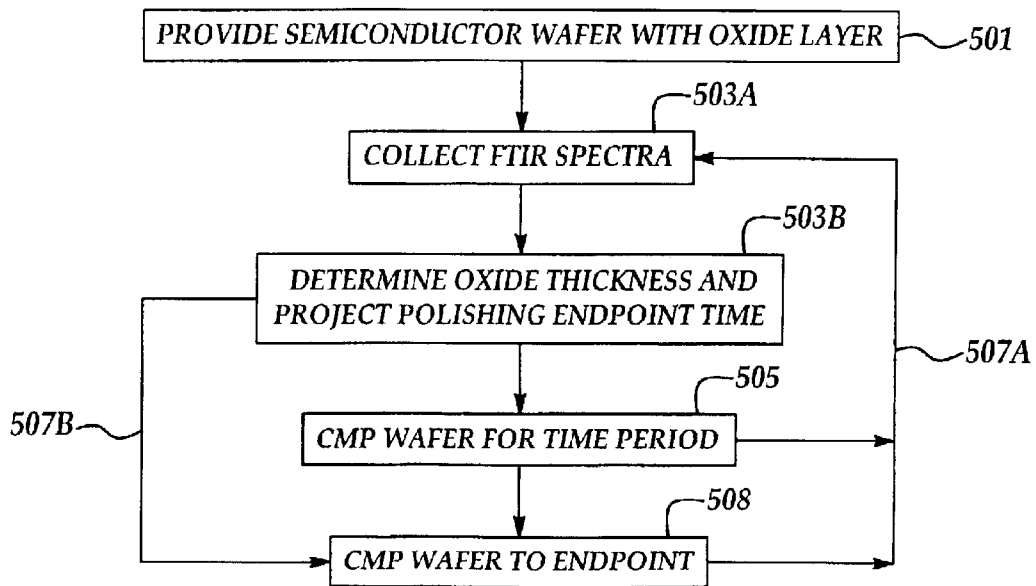 PROVIDE SEMICONDUCTOR WAFER WITH OXIDE LAYER
501
503A
COLLECT FTIR SPECTRA
503B
DETERMINE OXIDE THICKNESS AND
PROJECT POLISHING ENDPOINT TIME
507A
505
507B
CMP WAFER FOR TIME PERIOD
508
CMP WAFER TO ENDPOINT